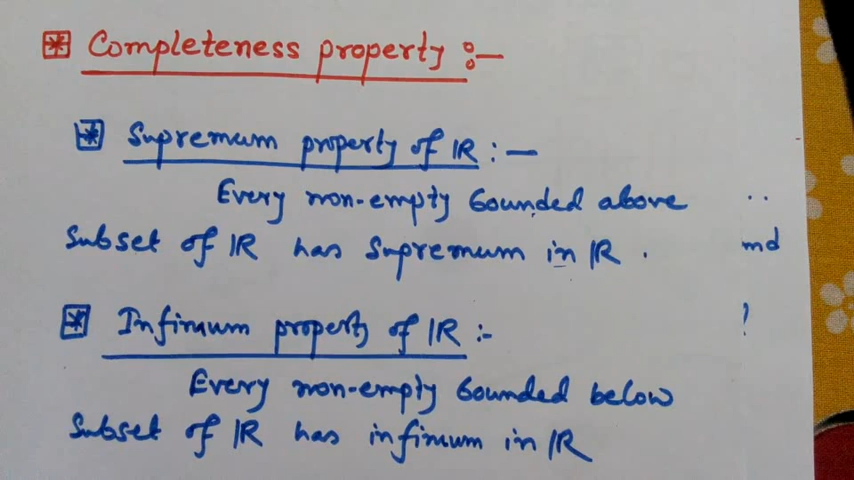 Completeness property :—
Supremum property of IR : —
Every non-empty bounded above
Subset of IR has Supremum in IR .
md
Infimum property of IR :-
!
Every non-empty bounded below
Subset of IR has infimum in IR